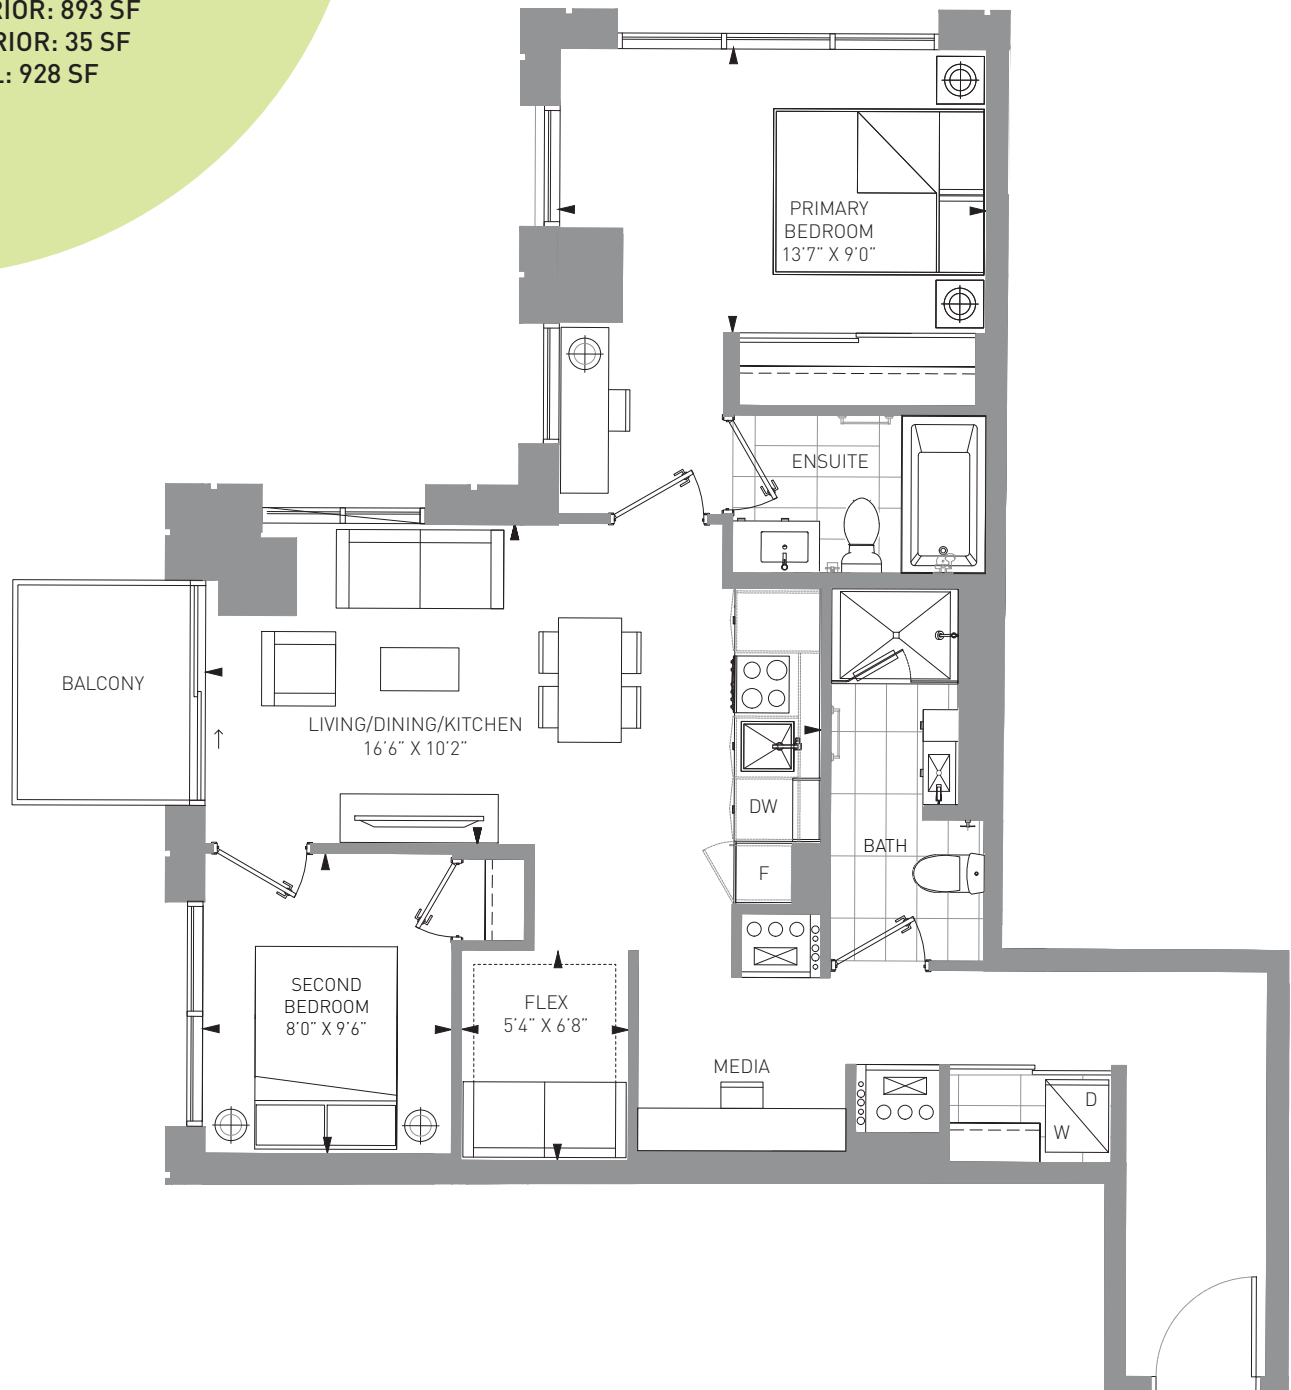 RIOR: 893 SF
RIOR: 35 SF
L: 928 SF
PRIMARY
BEDROOM
13'7" X 9'0"
ENSUITE
BALCONY
LIVING/DINING/KITCHEN
16'6" X 10'2"
DW
F
BATH
SECOND
BEDROOM
8'0" X 9'6"
FLEX
5'4" X 6'8"
MEDIA
D
W